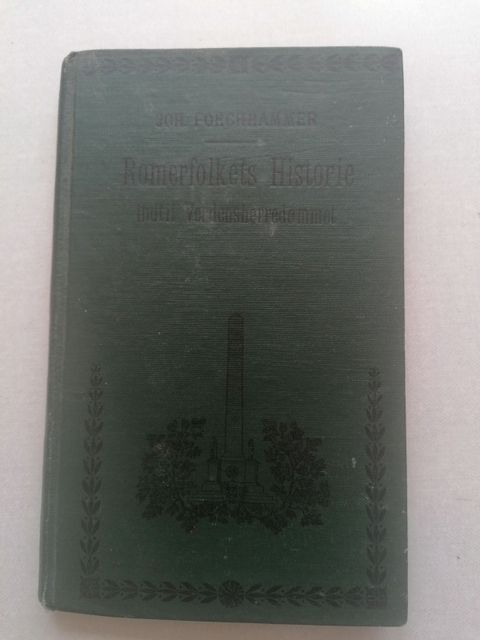 JOH. FORCHHAMMER
Romerfolkets Historie
Indtil Verdensherredømmet